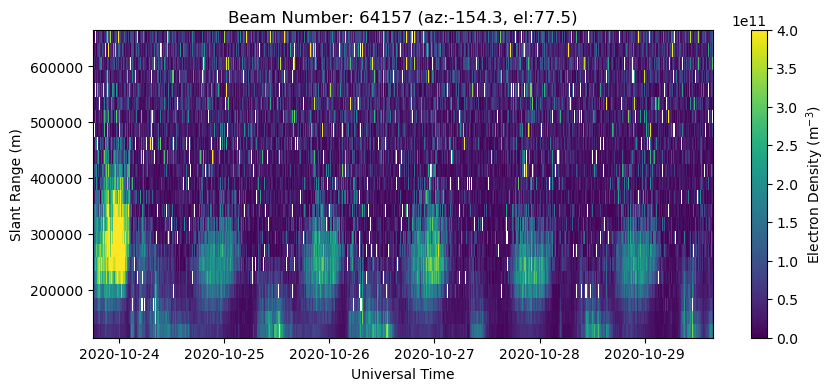 Beam Number: 64157 (az:-154.3, el:77.5)
1e11
4.0
3.5
3.0
2.5
2.0
1.5
1.0
0.5
0.0
Electron Density (m⁻³)
600000
500000
400000
300000
200000
Slant Range (m)
2020-10-24 2020-10-25 2020-10-26 2020-10-27 2020-10-28 2020-10-29
Universal Time